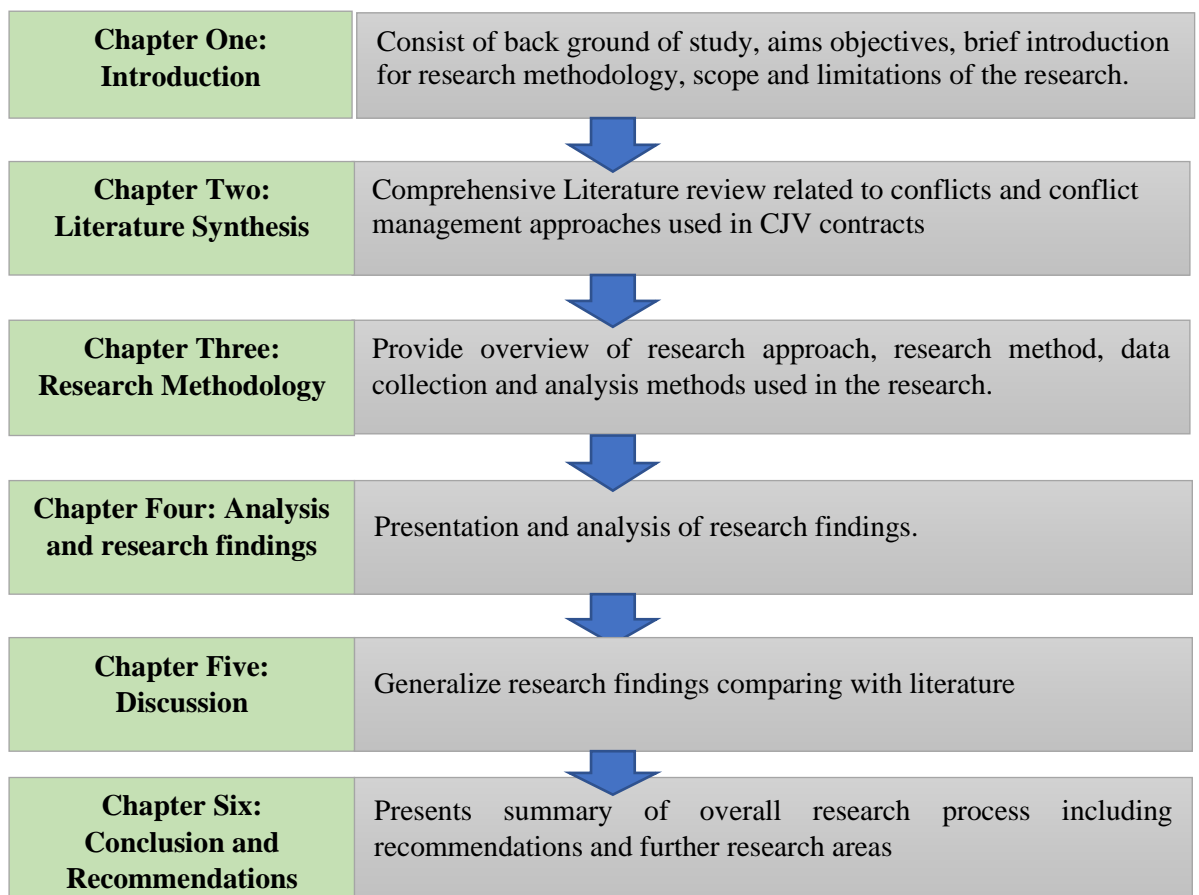 Chapter One:
Introduction
Consist of back ground of study, aims objectives, brief introduction
for research methodology, scope and limitations of the research.
Chapter Two:
Literature Synthesis
Comprehensive Literature review related to conflicts and conflict
management approaches used in CJV contracts
Chapter Three:
Research Methodology
Provide overview of research approach, research method, data
collection and analysis methods used in the research.
Chapter Four: Analysis
and research findings
Presentation and analysis of research findings.
Chapter Five:
Discussion
Generalize research findings comparing with literature
Chapter Six:
Conclusion and
Recommendations
Presents summary of overall research process including
recommendations and further research areas